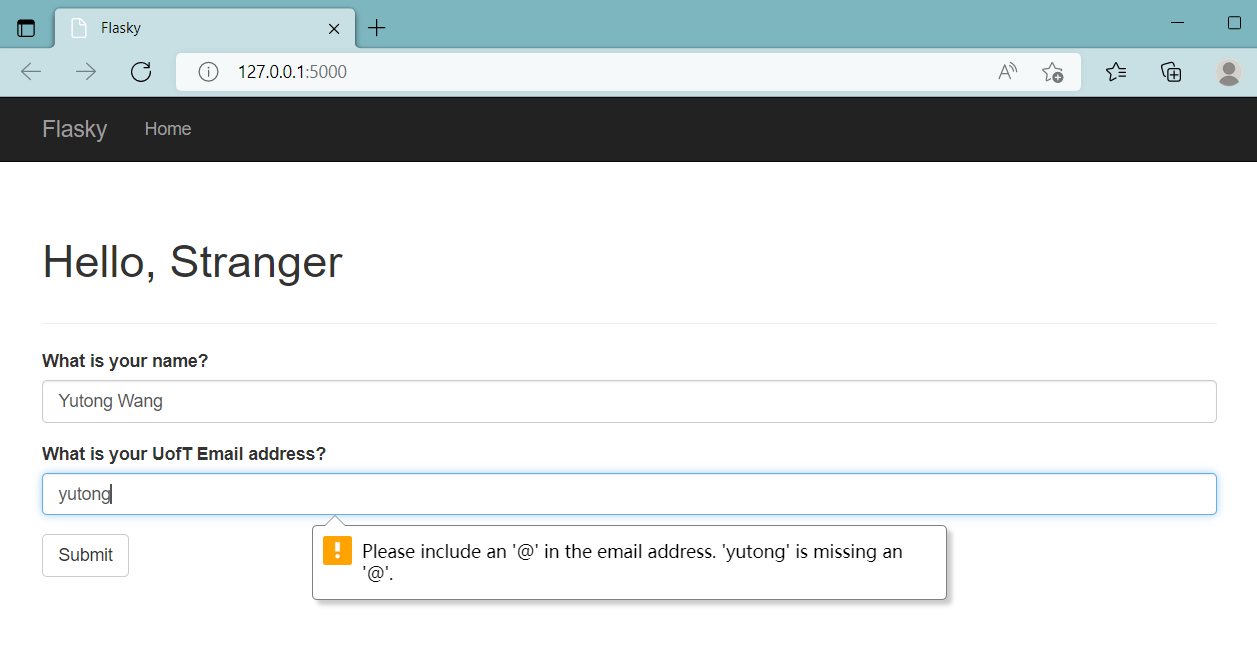 Flasky
127.0.0.1:5000
Flasky Home
Hello, Stranger
What is your name?
Yutong Wang
What is your UofT Email address?
yutong
Submit
Please include an '@' in the email address. 'yutong' is missing an
'@'.